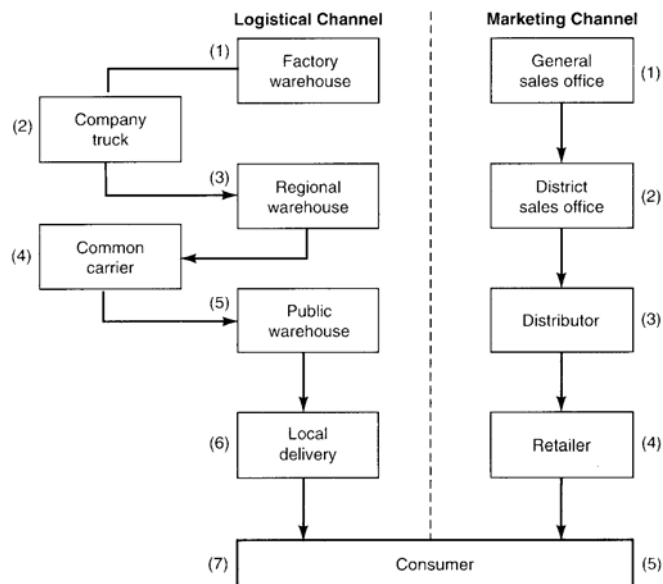 Logistical Channel
Marketing Channel
(1)
Factory
warehouse
General
sales office
(1)
(2)
Company
truck
(3)
Regional
warehouse
District
sales office
(2)
(4)
Common
carrier
(5)
Public
warehouse
Distributor
(3)
(6)
Local
delivery
Retailer
(4)
(7)
Consumer
(5)